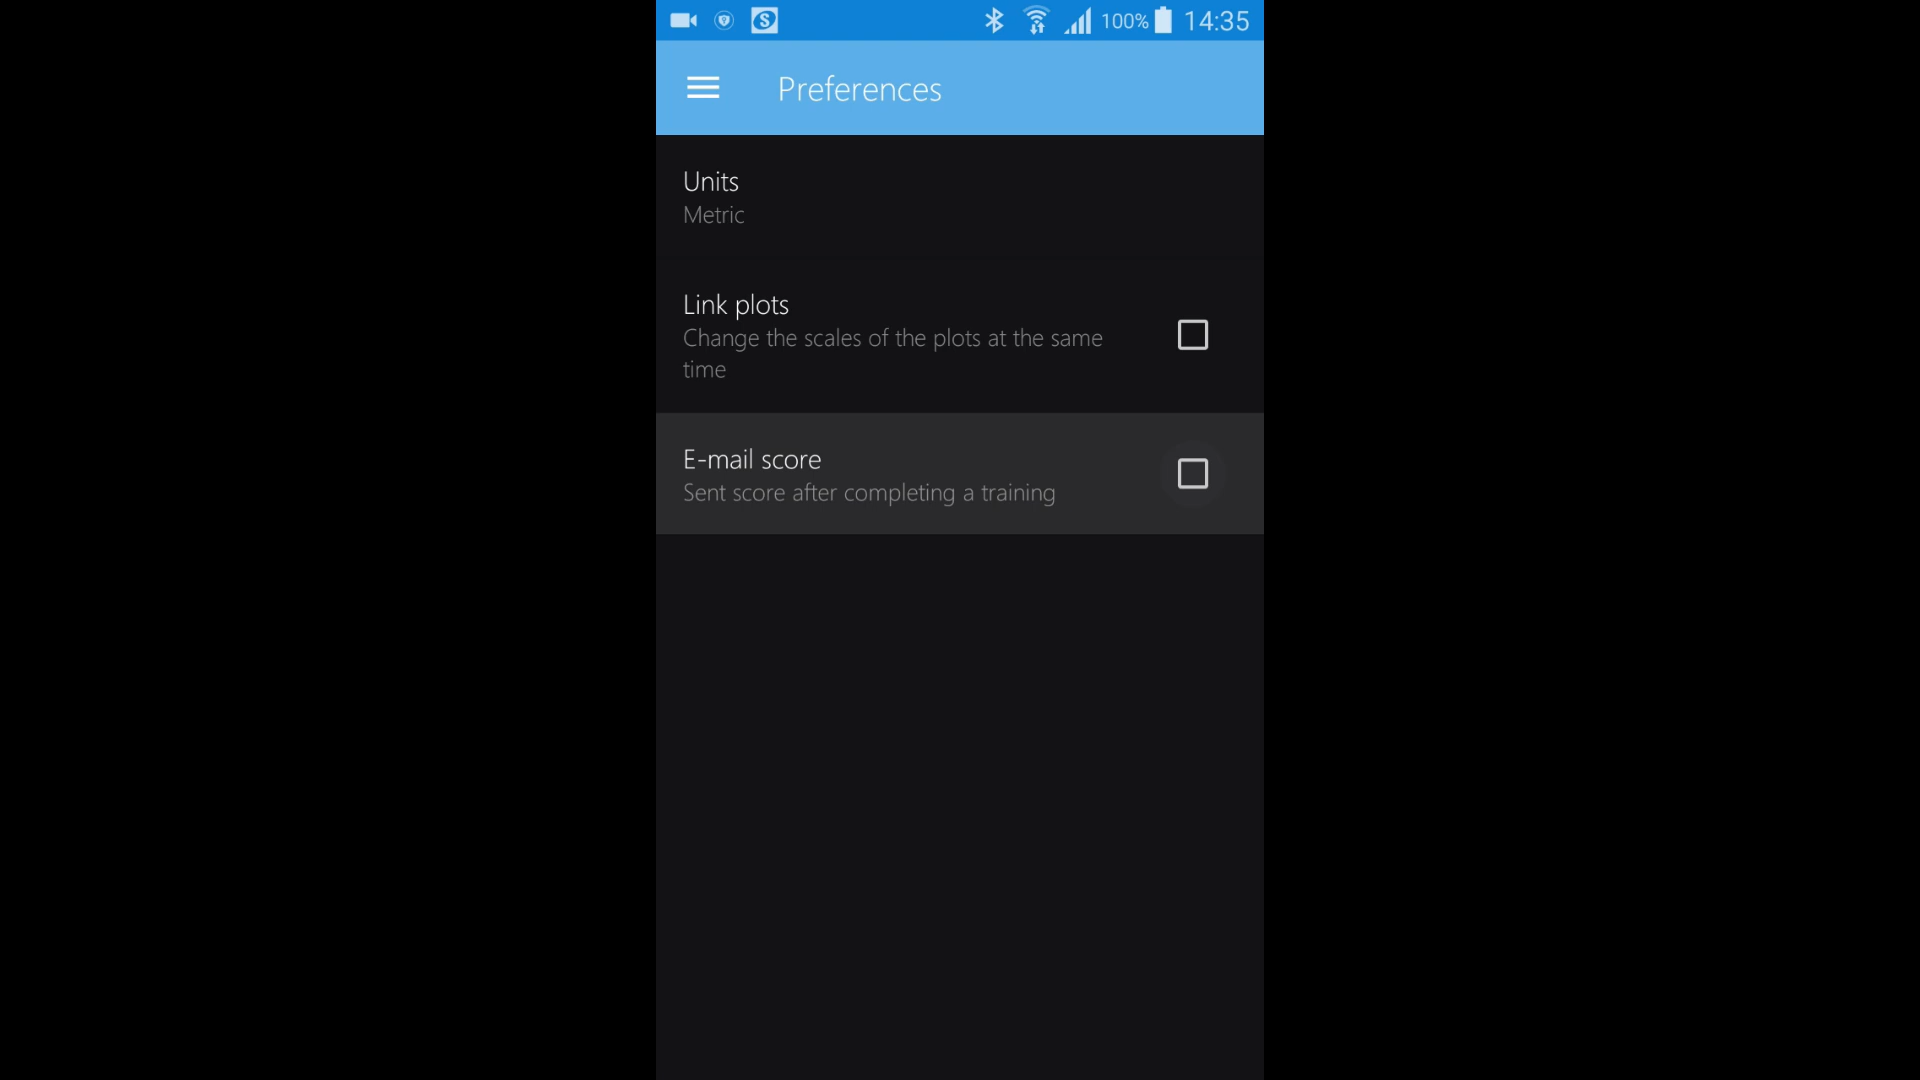 S 100% 14:35
Preferences
Units
Metric
Link plots
Change the scales of the plots at the same
time
E-mail score
Sent score after completing a training